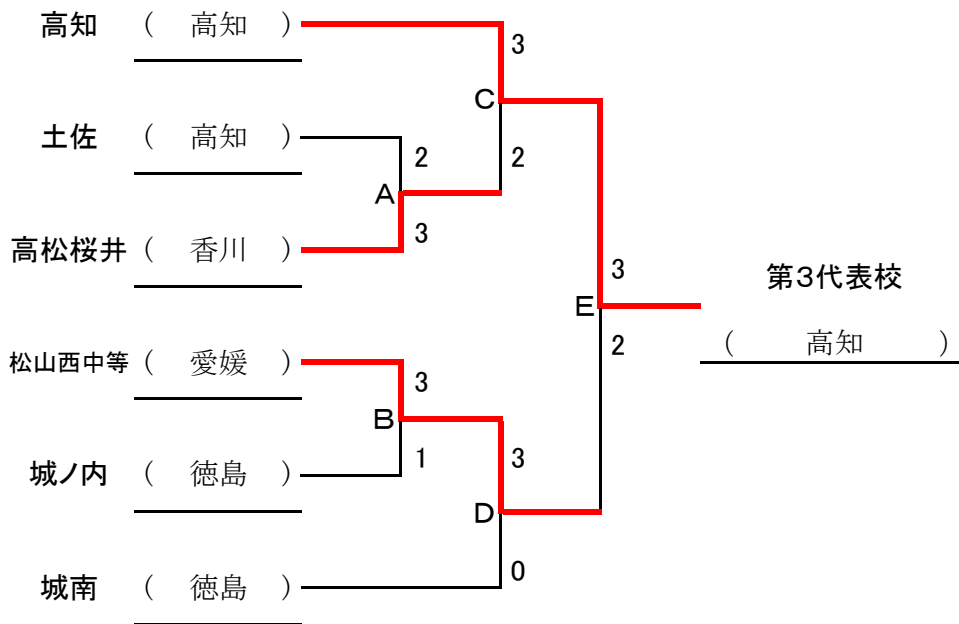 高知 ( 高知 )
3
C
土佐 ( 高知 )
2
2
A
3
高松桜井 ( 香川 )
3
第3代表校
E
2
( 高知 )
松山西中等 ( 愛媛 )
3
B
1
3
城ノ内 ( 徳島 )
D
0
城南 ( 徳島 )